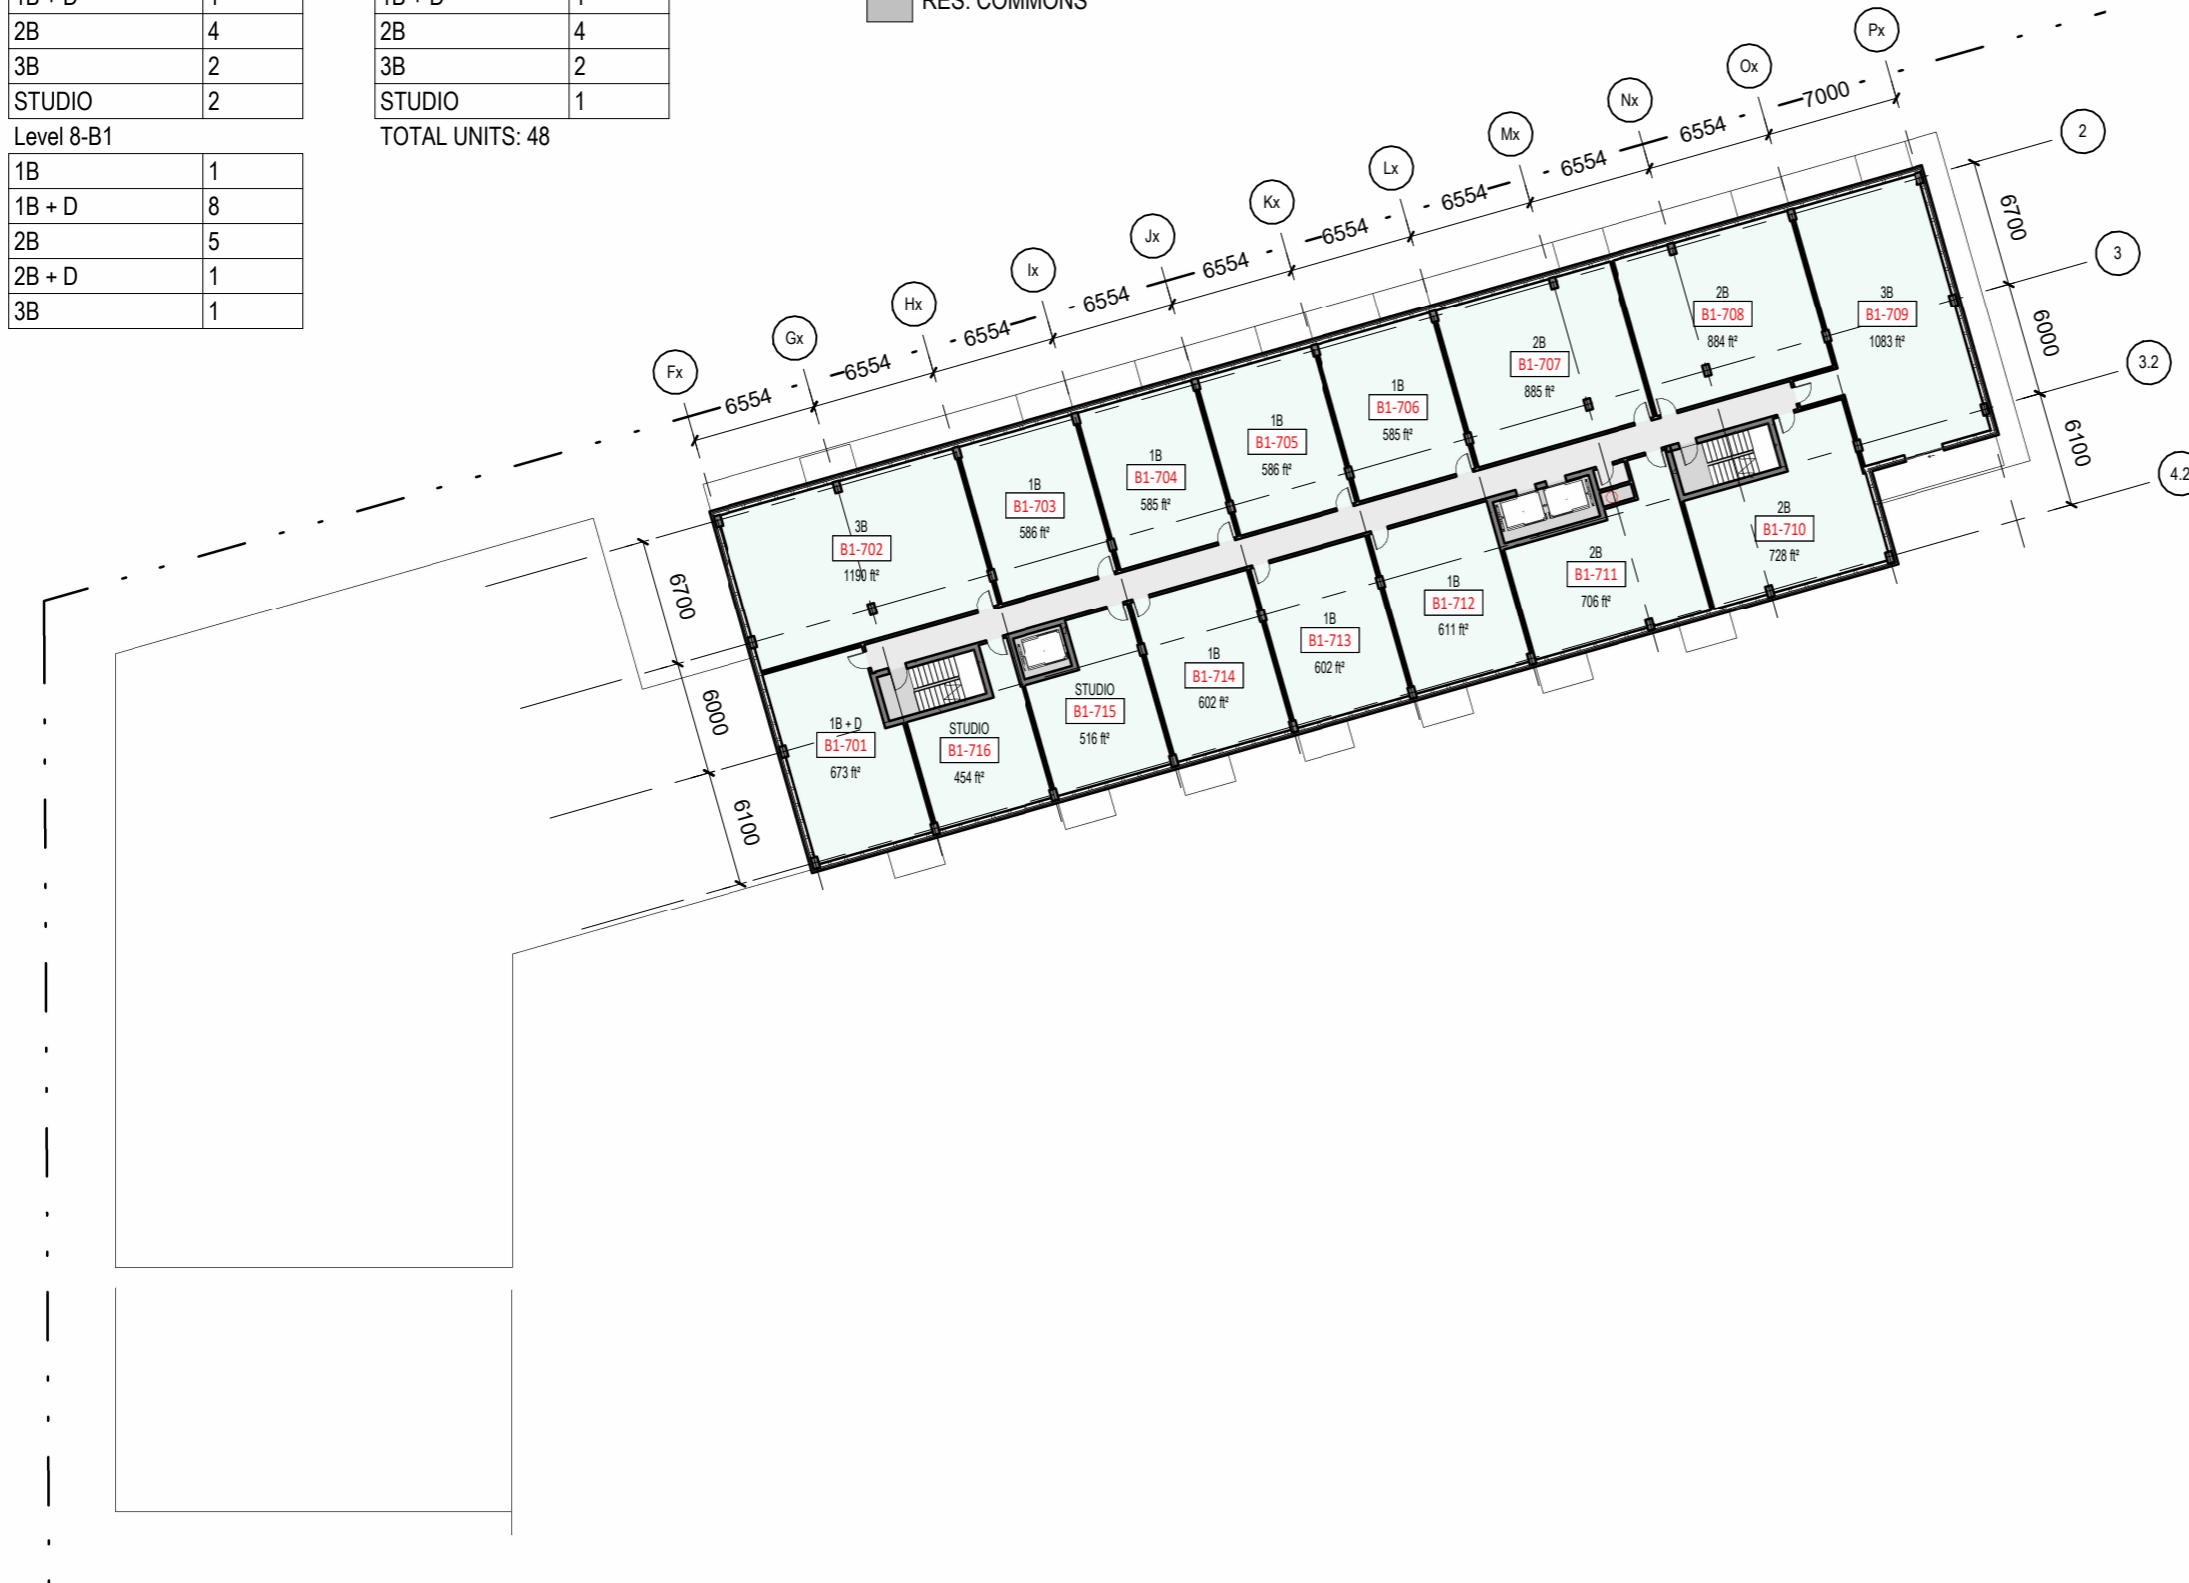 2B 4
3B 2
STUDIO 2
Level 8-B1
1B 1
1B + D 8
2B 5
2B + D 1
3B 1
2B 4
3B 2
STUDIO 1
TOTAL UNITS: 48
RES. COMMONS
Fx
Gx
Hx
Ix
Jx
Kx
Lx
Mx
Nx
Ox
Px
6554
6554
6554
6554
6554
6554
6554
6554
6554
7000
2
3
3.2
4.2
6700
6000
6100
6700
6000
6100
3B
B1-702
1190 ft²
1B
B1-703
586 ft²
1B
B1-704
585 ft²
1B
B1-705
586 ft²
1B
B1-706
585 ft²
2B
B1-707
885 ft²
2B
B1-708
884 ft²
3B
B1-709
1083 ft²
1B + D
B1-701
673 ft²
STUDIO
B1-716
454 ft²
STUDIO
B1-715
516 ft²
1B
B1-714
602 ft²
1B
B1-713
602 ft²
1B
B1-712
611 ft²
2B
B1-711
706 ft²
2B
B1-710
728 ft²